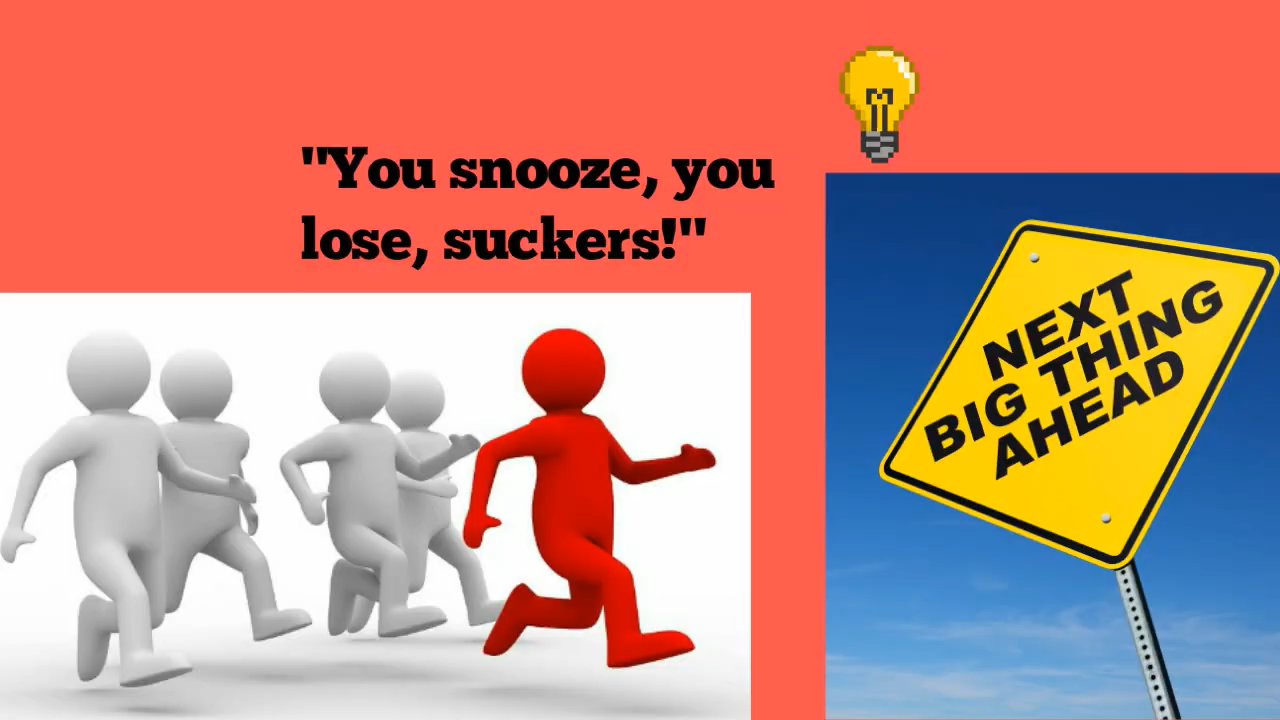 "You snooze, you
lose, suckers!"
NEXT
BIG THING
AHEAD